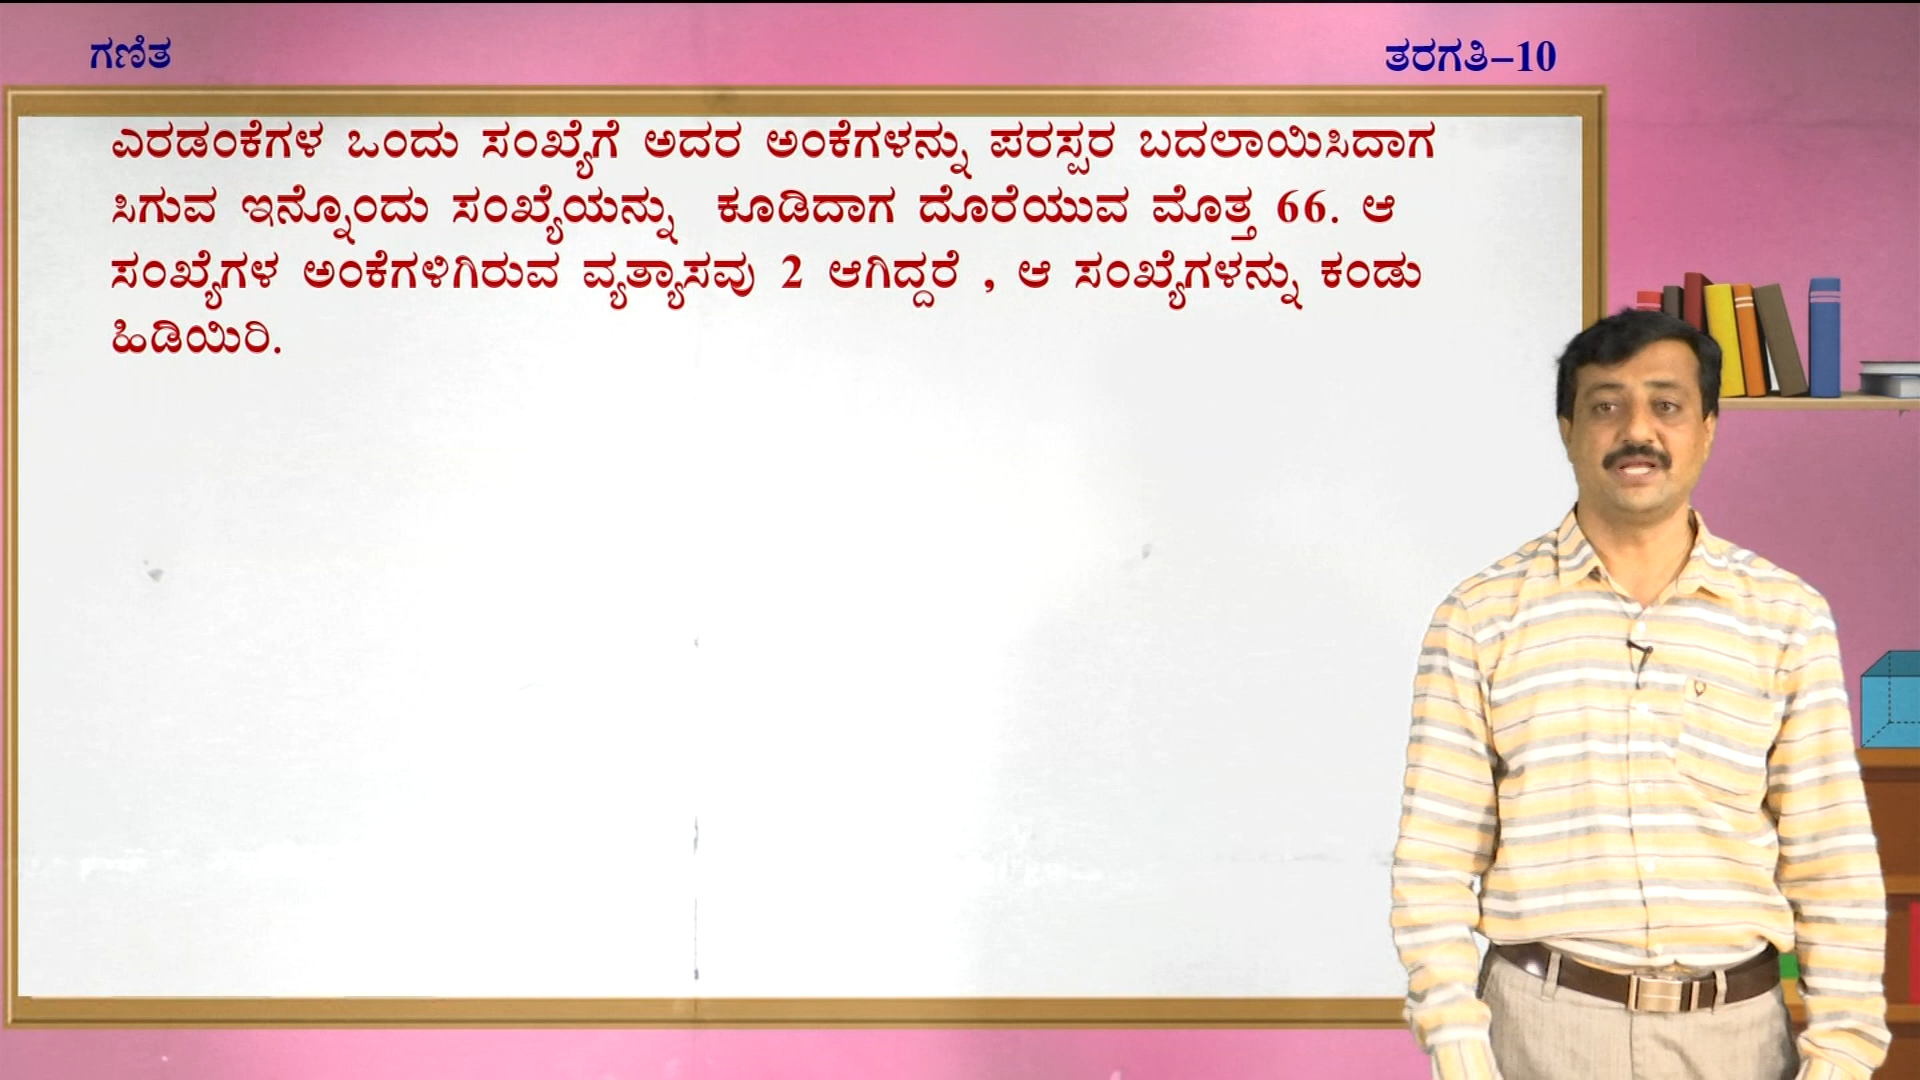 ಗಣಿತ
ತರಗತಿ–10
ಎರಡಂಕೆಗಳ ಒಂದು ಸಂಖ್ಯೆಗೆ ಅದರ ಅಂಕೆಗಳನ್ನು ಪರಸ್ಪರ ಬದಲಾಯಿಸಿದಾಗ
ಸಿಗುವ ಇನ್ನೊಂದು ಸಂಖ್ಯೆಯನ್ನು ಕೂಡಿದಾಗ ದೊರೆಯುವ ಮೊತ್ತ 66. ಆ
ಸಂಖ್ಯೆಗಳ ಅಂಕೆಗಳಿಗಿರುವ ವ್ಯತ್ಯಾಸವು 2 ಆಗಿದ್ದರೆ , ಆ ಸಂಖ್ಯೆಗಳನ್ನು ಕಂಡು
ಹಿಡಿಯಿರಿ.